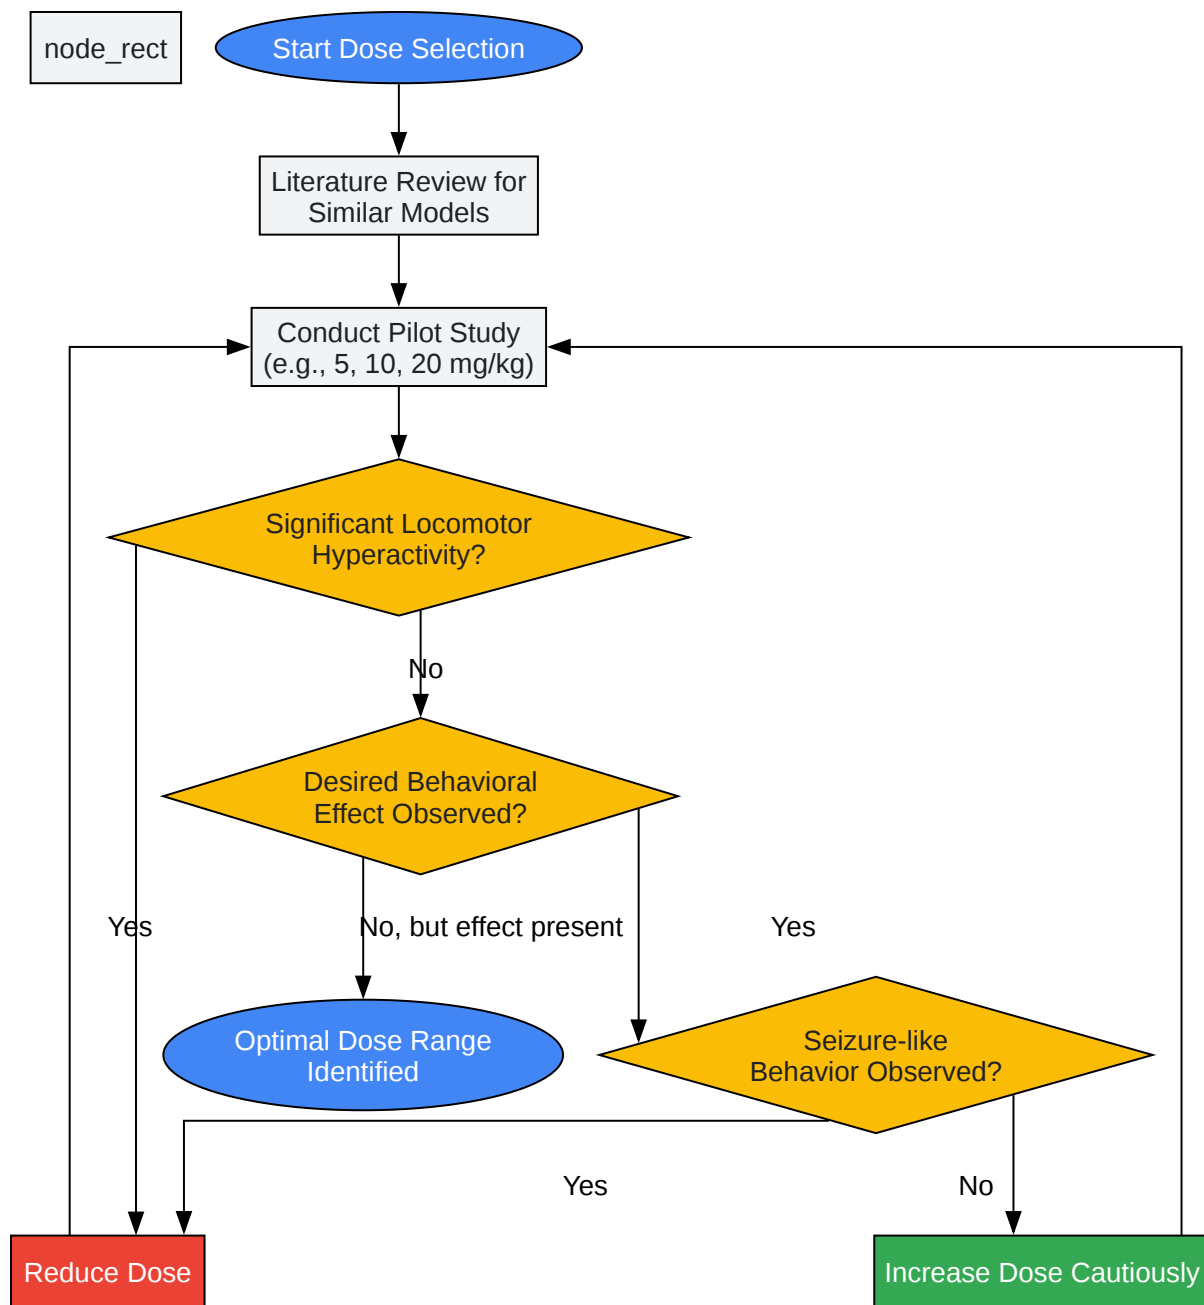 node_rect
Start Dose Selection
Literature Review for
Similar Models
Conduct Pilot Study
(e.g., 5, 10, 20 mg/kg)
Significant Locomotor
Hyperactivity?
No
Desired Behavioral
Effect Observed?
Yes
No, but effect present
Yes
Optimal Dose Range
Identified
Seizure-like
Behavior Observed?
Yes
No
Reduce Dose
Increase Dose Cautiously